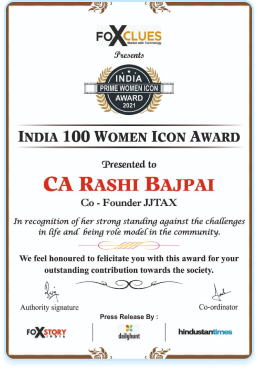 FOXCLUES
Market with Technology
Presents
INDIA
PRIME WOMEN ICON
AWARD
2021
INDIA 100 WOMEN ICON AWARD
Presented to
CA RASHI BAJPAI
Co - Founder JJTAX
In recognition of her strong standing against the challenges
in life and being role model in the community.
We feel honoured to felicitate you with this award for your
outstanding contribution towards the society.
Authority signature
Co-ordinator
Press Release By :
FOXSTORY
INDIA
dailyhunt
hindustantimes